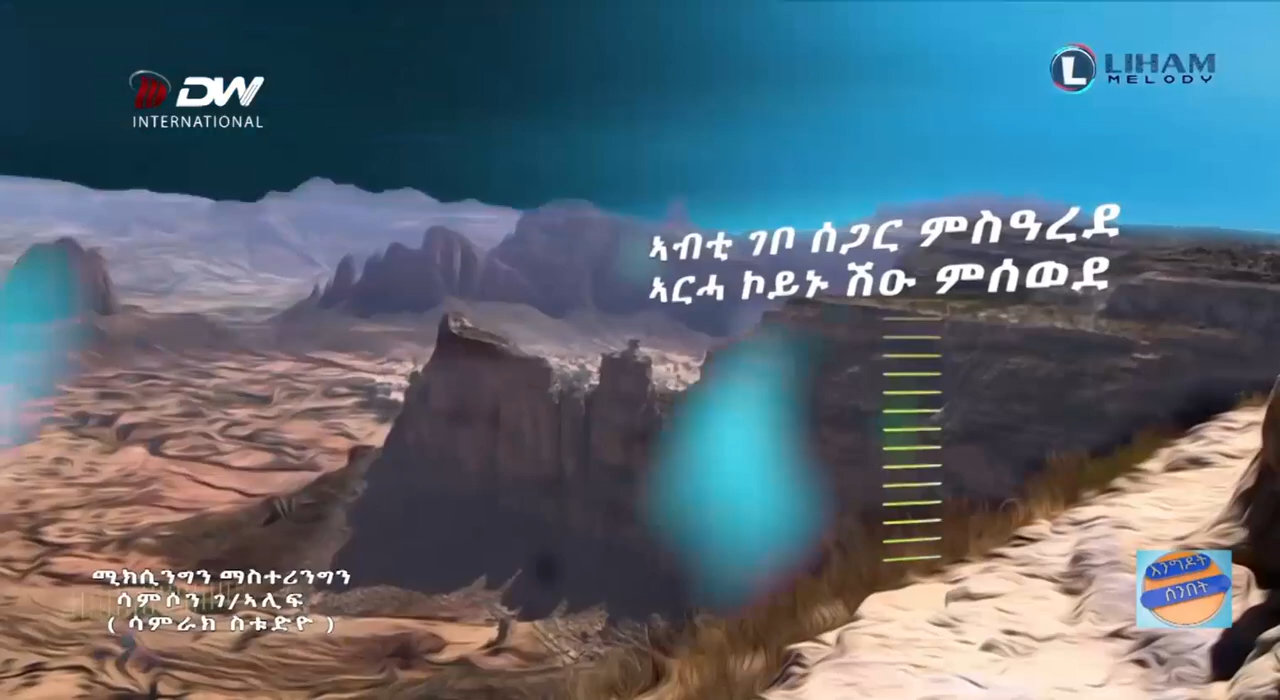 DW
INTERNATIONAL
LIHAM
MELODY
ኣብቲ ገቦ ሰጋር ምስዓረደ
ኣርሓ ኮይኑ ሽዑ ምሰወደ
ሚክሲንግን ማስተሪንግን
ሳምሶን ገ/ኣሊፍ
( ሳምራክ ስቱድዮ )
እንግዶት
ሰንበት